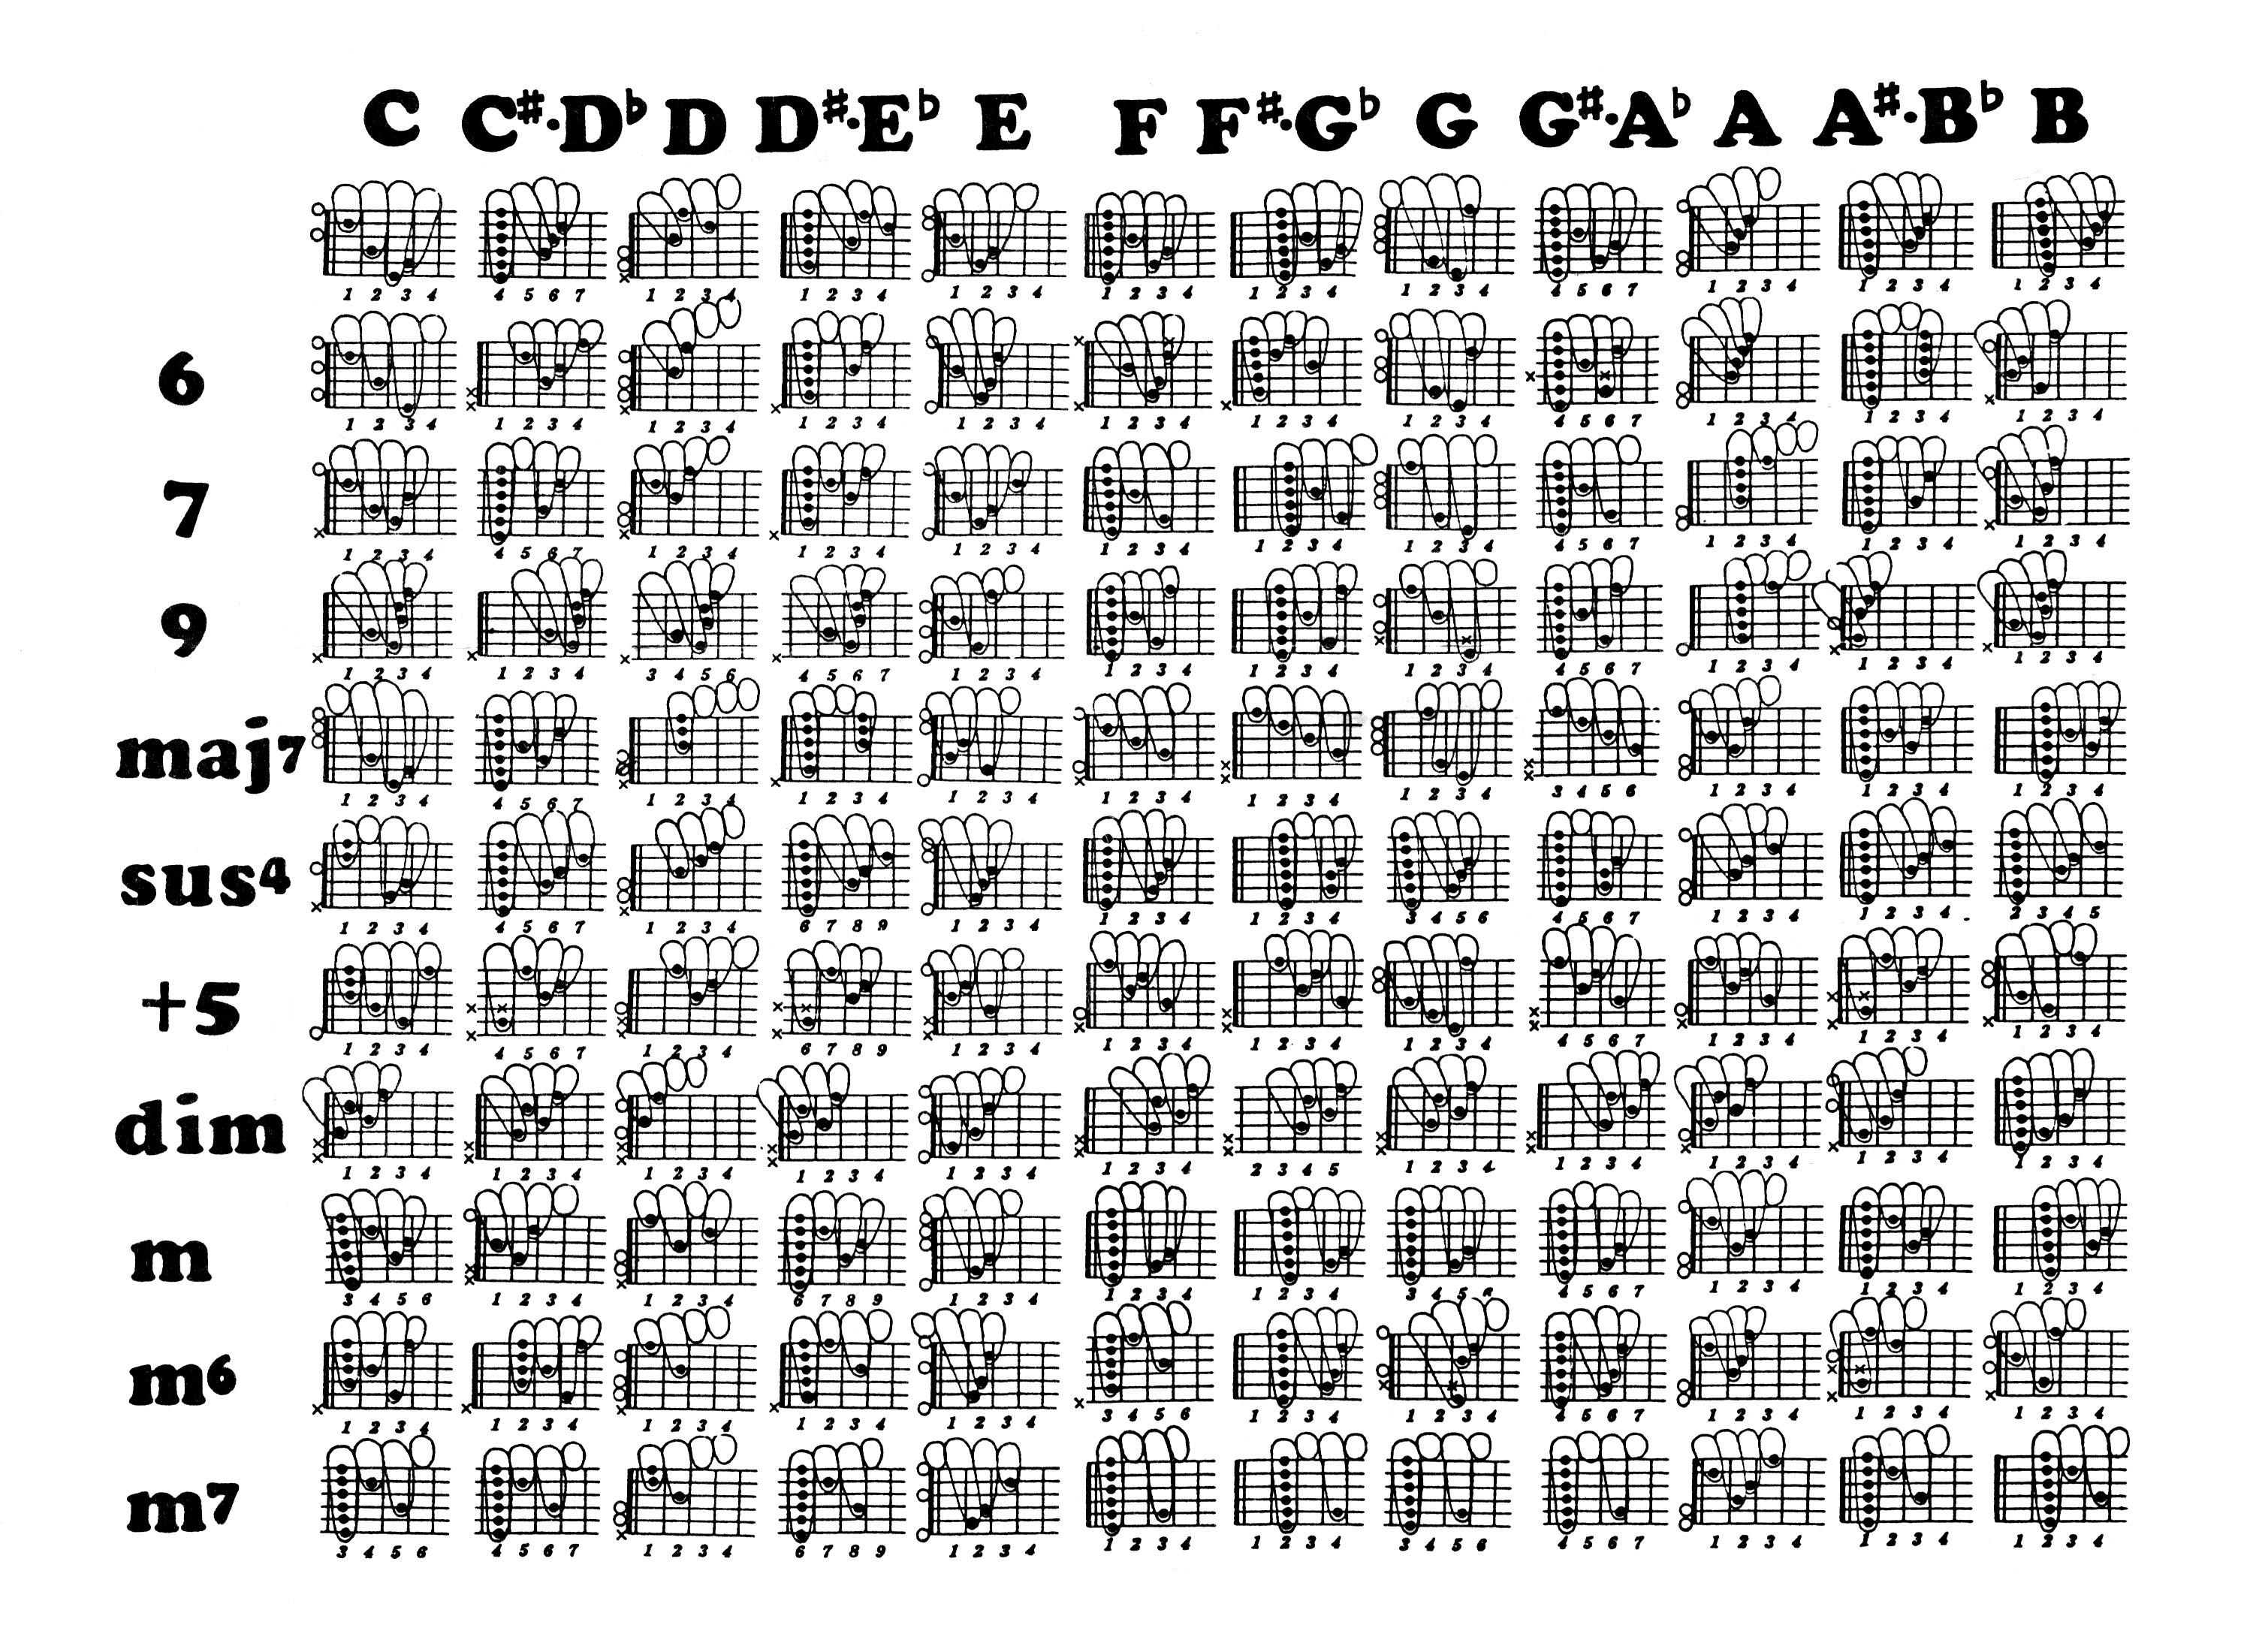 C C♯·D♭ D D♯·E♭ E F F♯·G♭ G G♯·A♭ A A♯·B♭ B
1 2 3 4 4 5 6 7 1 2 3 4 1 2 3 4 1 2 3 4 1 2 3 4 1 2 3 4 1 2 3 4 4 5 6 7 1 2 3 4 1 2 3 4 1 2 3 4
6
1 2 3 4 1 2 3 4 1 2 3 4 1 2 3 4 1 2 3 4 1 2 3 4 1 2 3 4 1 2 3 4 4 5 6 7 1 2 3 4 1 2 3 4 1 2 3 4
7
1 2 3 4 4 5 6 7 1 2 3 4 1 2 3 4 1 2 3 4 1 2 3 4 1 2 3 4 1 2 3 4 4 5 6 7 1 2 3 4 1 2 3 4 1 2 3 4
9
1 2 3 4 1 2 3 4 3 4 5 6 4 5 6 7 1 2 3 4 1 2 3 4 1 2 3 4 1 2 3 4 4 5 6 7 1 2 3 4 1 2 3 4 1 2 3 4
maj7
1 2 3 4 4 5 6 7 1 2 3 4 1 2 3 4 1 2 3 4 1 2 3 4 1 2 3 4 1 2 3 4 3 4 5 6 1 2 3 4 1 2 3 4 1 2 3 4
sus4
1 2 3 4 4 5 6 7 1 2 3 4 6 7 8 9 1 2 3 4 1 2 3 4 1 2 3 4 3 4 5 6 4 5 6 7 1 2 3 4 1 2 3 4 2 3 4 5
+5
1 2 3 4 4 5 6 7 1 2 3 4 6 7 8 9 1 2 3 4 1 2 3 4 1 2 3 4 1 2 3 4 4 5 6 7 1 2 3 4 1 2 3 4 1 2 3 4
dim
1 2 3 4 1 2 3 4 1 2 3 4 1 2 3 4 1 2 3 4 1 2 3 4 2 3 4 5 1 2 3 4 1 2 3 4 1 2 3 4 1 2 3 4 1 2 3 4
m
3 4 5 6 1 2 3 4 1 2 3 4 6 7 8 9 1 2 3 4 1 2 3 4 1 2 3 4 3 4 5 6 4 5 6 7 1 2 3 4 1 2 3 4 1 2 3 4
m6
1 2 3 4 1 2 3 4 1 2 3 4 1 2 3 4 1 2 3 4 3 4 5 6 1 2 3 4 1 2 3 4 4 5 6 7 1 2 3 4 1 2 3 4 1 2 3 4
m7
3 4 5 6 4 5 6 7 1 2 3 4 6 7 8 9 1 2 3 4 1 2 3 4 1 2 3 4 3 4 5 6 4 5 6 7 1 2 3 4 1 2 3 4 1 2 3 4